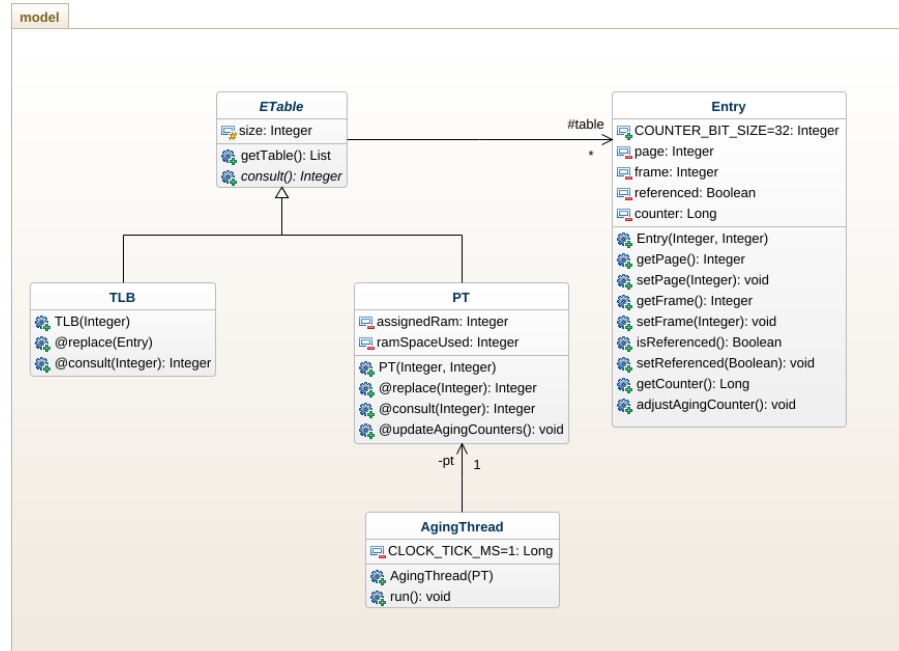 model
ETable
size: Integer
getTable(): List
consult(): Integer
#table
*
Entry
COUNTER_BIT_SIZE=32: Integer
page: Integer
frame: Integer
referenced: Boolean
counter: Long
Entry(Integer, Integer)
getPage(): Integer
setPage(Integer): void
getFrame(): Integer
setFrame(Integer): void
isReferenced(): Boolean
setReferenced(Boolean): void
getCounter(): Long
adjustAgingCounter(): void
TLB
TLB(Integer)
@replace(Entry)
@consult(Integer): Integer
PT
assignedRam: Integer
ramSpaceUsed: Integer
PT(Integer, Integer)
@replace(Integer): Integer
@consult(Integer): Integer
@updateAgingCounters(): void
-pt
1
AgingThread
CLOCK_TICK_MS=1: Long
AgingThread(PT)
run(): void